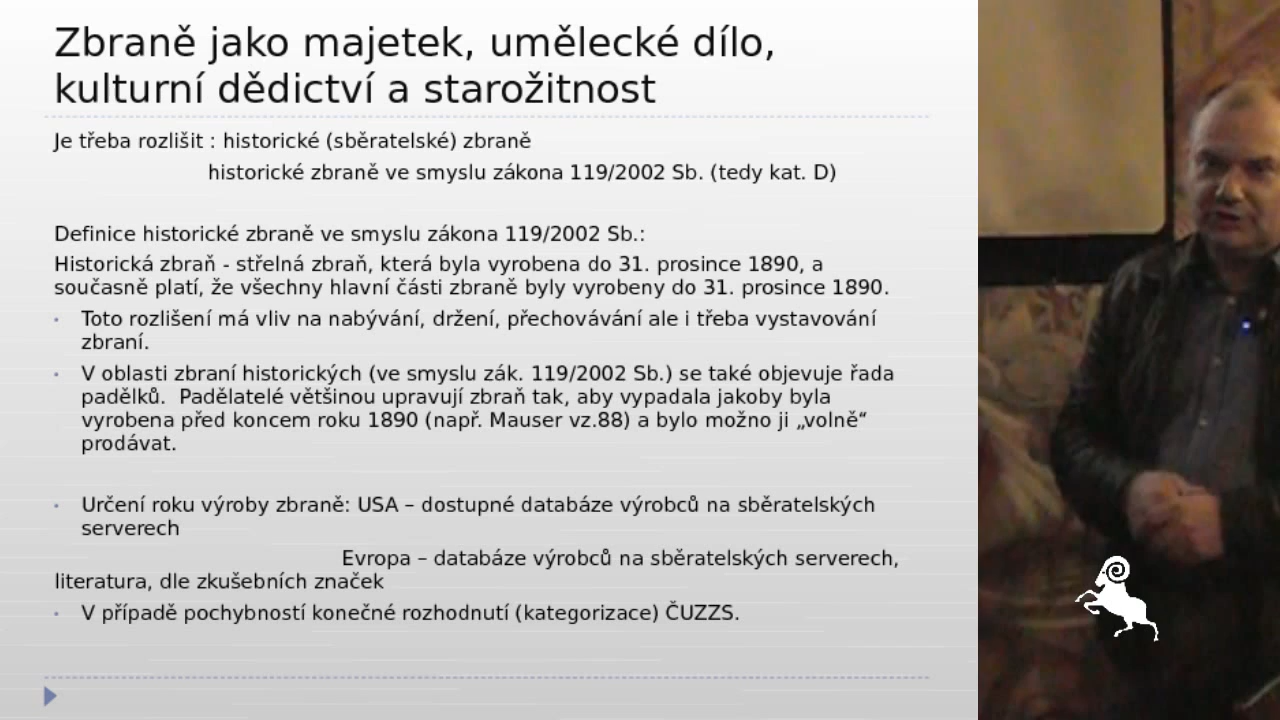 Zbraně jako majetek, umělecké dílo,
kulturní dědictví a starožitnost
Je třeba rozlišit : historické (sběratelské) zbraně
historické zbraně ve smyslu zákona 119/2002 Sb. (tedy kat. D)
Definice historické zbraně ve smyslu zákona 119/2002 Sb.:
Historická zbraň - střelná zbraň, která byla vyrobena do 31. prosince 1890, a
současně platí, že všechny hlavní části zbraně byly vyrobeny do 31. prosince 1890.
• Toto rozlišení má vliv na nabývání, držení, přechovávání ale i třeba vystavování
zbraní.
• V oblasti zbraní historických (ve smyslu zák. 119/2002 Sb.) se také objevuje řada
padělků.  Padělatelé většinou upravují zbraň tak, aby vypadala jakoby byla
vyrobena před koncem roku 1890 (např. Mauser vz.88) a bylo možno ji „volně“
prodávat.
• Určení roku výroby zbraně: USA – dostupné databáze výrobců na sběratelských
serverech
Evropa – databáze výrobců na sběratelských serverech,
literatura, dle zkušebních značek
• V případě pochybností konečné rozhodnutí (kategorizace) ČUZZS.